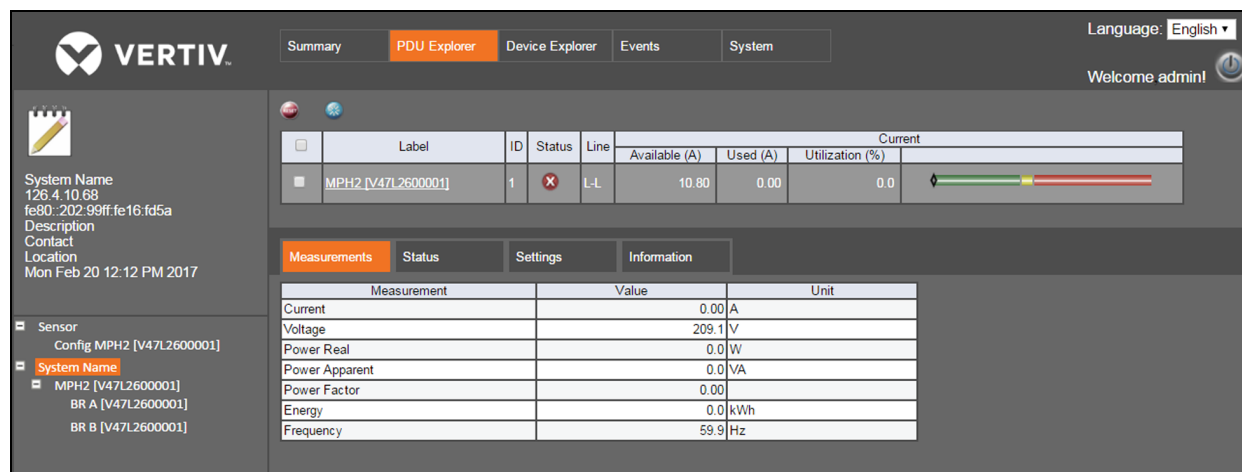 VERTIV.
Summary
PDU Explorer
Device Explorer
Events
System
Language: English
Welcome admin!
System Name
126.4.10.68
fe80::202:99ff:fe16:fd5a
Description
Contact
Location
Mon Feb 20 12:12 PM 2017
Sensor
Config MPH2 [V47L2600001]
System Name
MPH2 [V47L2600001]
BR A [V47L2600001]
BR B [V47L2600001]
Label ID Status Line Current
Available (A) Used (A) Utilization (%)
MPH2 [V47L2600001] 1 L-L 10.80 0.00 0.0
Measurements
Status
Settings
Information
Measurement Value Unit
Current 0.00 A
Voltage 209.1 V
Power Real 0.0 W
Power Apparent 0.0 VA
Power Factor 0.00
Energy 0.0 kWh
Frequency 59.9 Hz